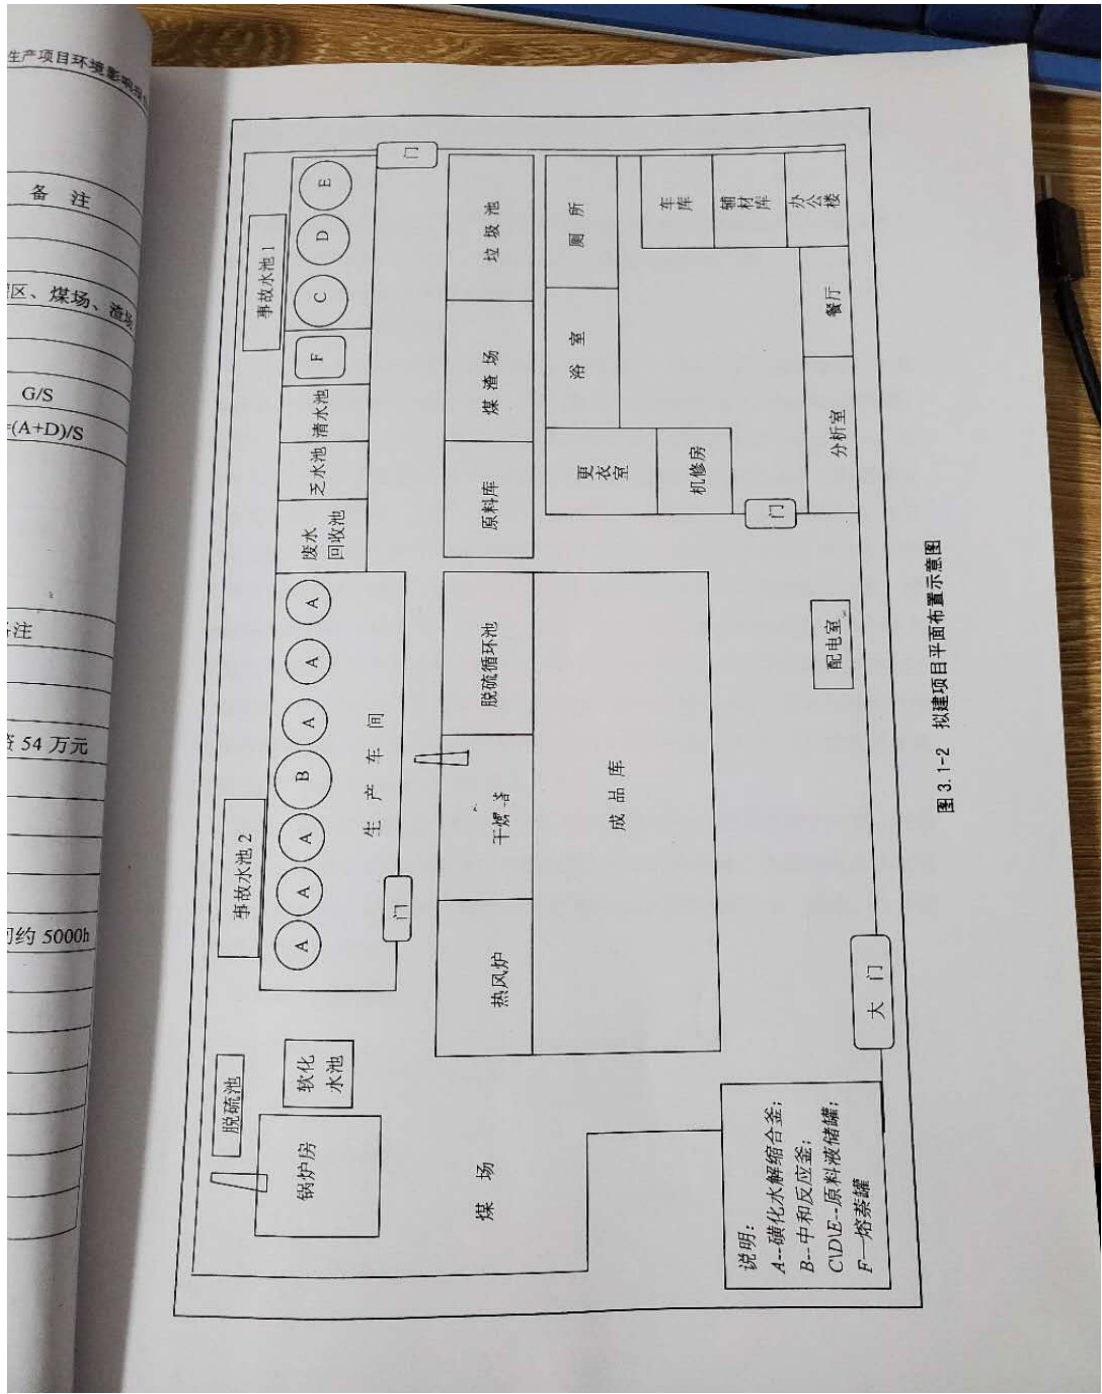 生产项目环境影响报
备 注
区、煤场、渣场
G/S
=(A+D)/S
备注
资 54 万元
间约 5000h
脱硫池
事故水池 2
事故水池 1
锅炉房
软化
水池
A
A
A
B
A
A
A
生 产 车 间
门
废水
回收池
乏水池
清水池
F
C
D
E
门
煤 场
热风炉
干燥塔
脱硫循环池
原料库
煤 渣 场
垃 圾 池
成 品 库
更
衣
室
浴 室
厕 所
机修房
车
库
辅
材
库
办
公
楼
餐厅
分析室
门
配电室
大 门
说明：
A--磺化水解缩合釜；
B--中和反应釜；
C\D\E--原料液储罐；
F—熔萘罐
图 3.1-2 拟建项目平面布置示意图